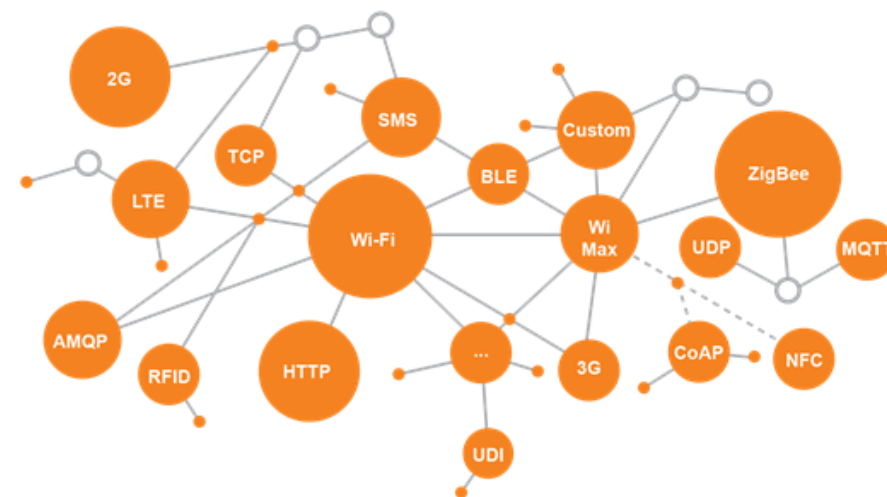 2G
SMS
Custom
TCP
ZigBee
BLE
LTE
Wi-Fi
Wi
Max
UDP
MQTT
AMQP
RFID
HTTP
...
3G
CoAP
NFC
UDI